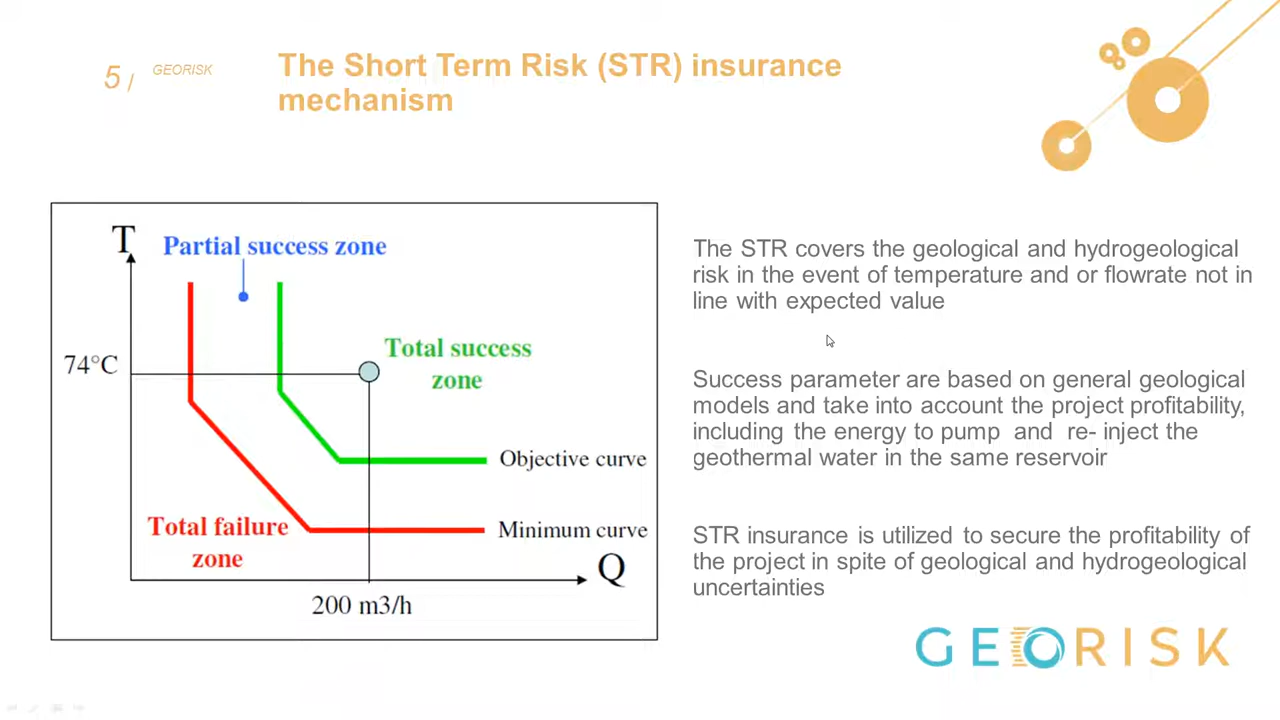 5 /
GEORISK
The Short Term Risk (STR) insurance
mechanism
T
Partial success zone
74°C
Total success
zone
Objective curve
Total failure
zone
Minimum curve
Q
200 m3/h
The STR covers the geological and hydrogeological
risk in the event of temperature and or flowrate not in
line with expected value
Success parameter are based on general geological
models and take into account the project profitability,
including the energy to pump and re- inject the
geothermal water in the same reservoir
STR insurance is utilized to secure the profitability of
the project in spite of geological and hydrogeological
uncertainties
GEORISK